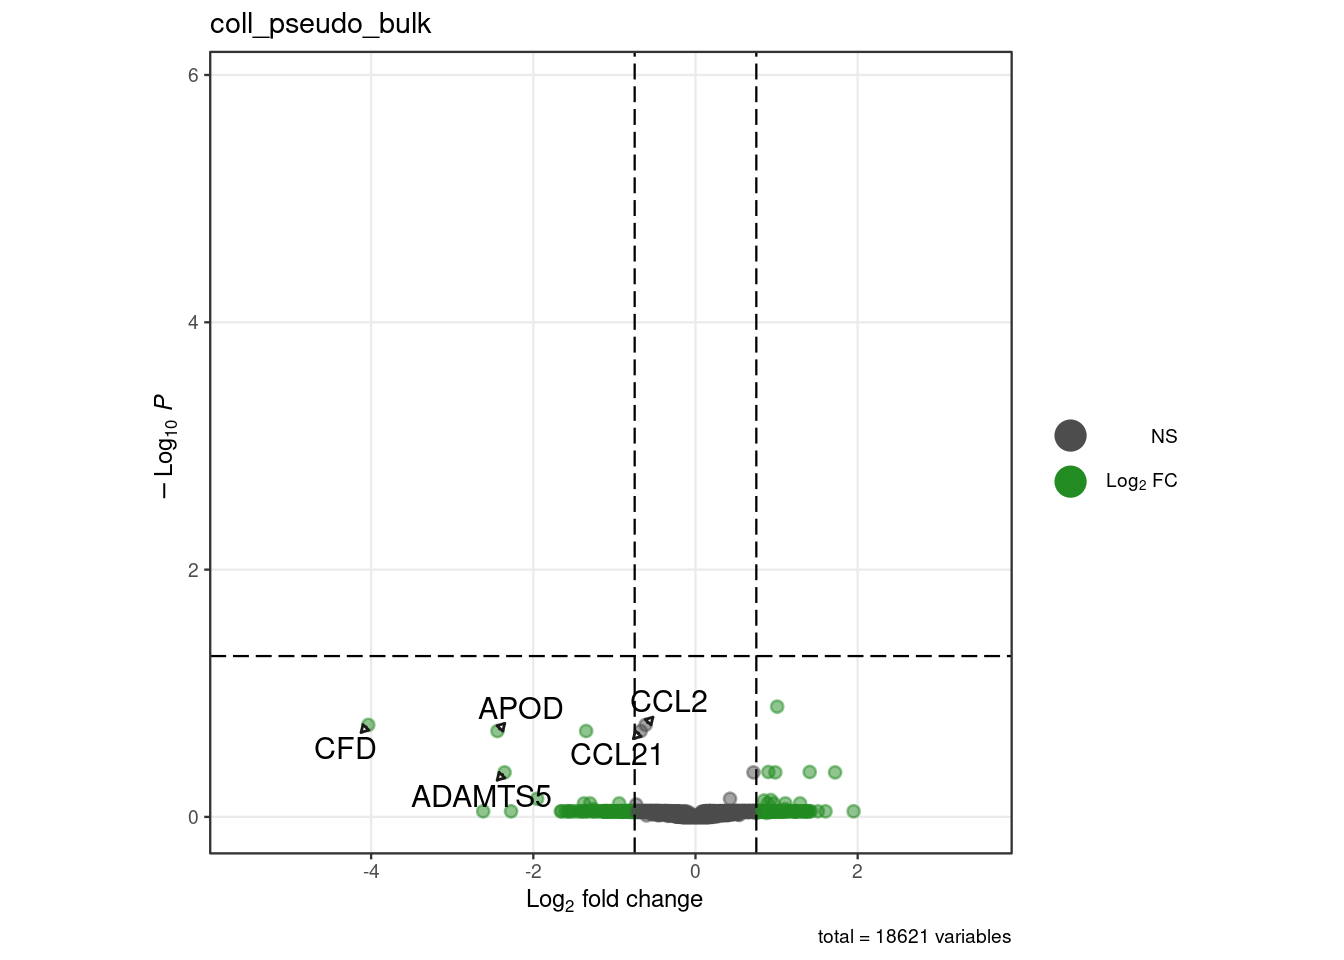 coll_pseudo_bulk
6
4
2
0
− Log10 P
CCL2
APOD
CFD
CCL21
ADAMTS5
-4 -2 0 2
Log2 fold change
NS
Log2 FC
total = 18621 variables